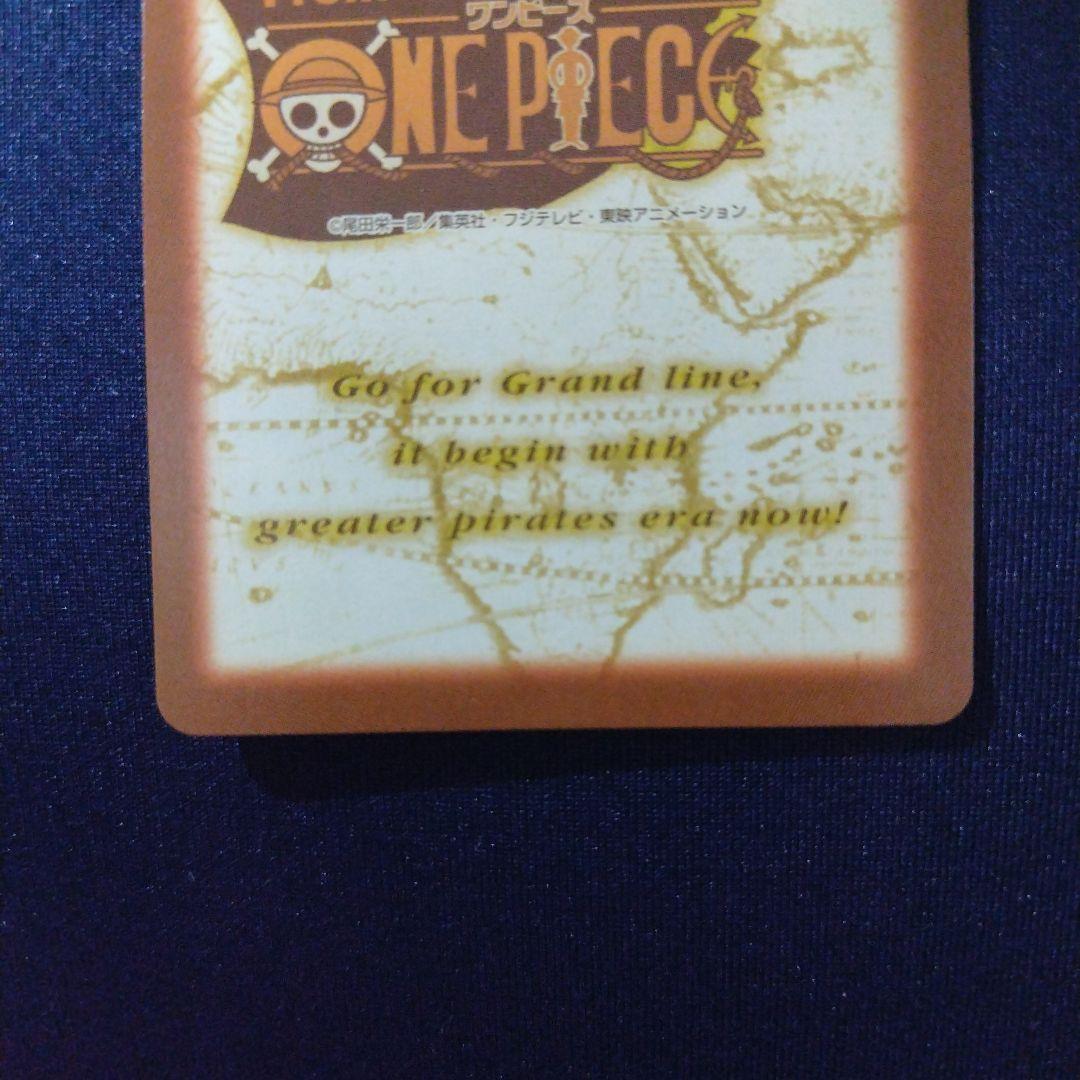 ワンピース
ONE PIECE
©尾田栄一郎/集英社・フジテレビ・東映アニメーション
Go for Grand line,
it begin with
greater pirates era now!